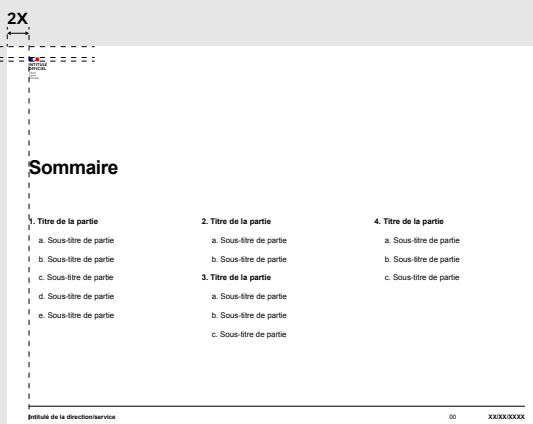 2X
INTITULÉ
OFFICIEL
Sommaire
1. Titre de la partie
a. Sous-titre de partie
b. Sous-titre de partie
c. Sous-titre de partie
d. Sous-titre de partie
e. Sous-titre de partie
2. Titre de la partie
a. Sous-titre de partie
b. Sous-titre de partie
3. Titre de la partie
a. Sous-titre de partie
b. Sous-titre de partie
c. Sous-titre de partie
4. Titre de la partie
a. Sous-titre de partie
b. Sous-titre de partie
c. Sous-titre de partie
Intitulé de la direction/service
00
XX/XX/XXXX